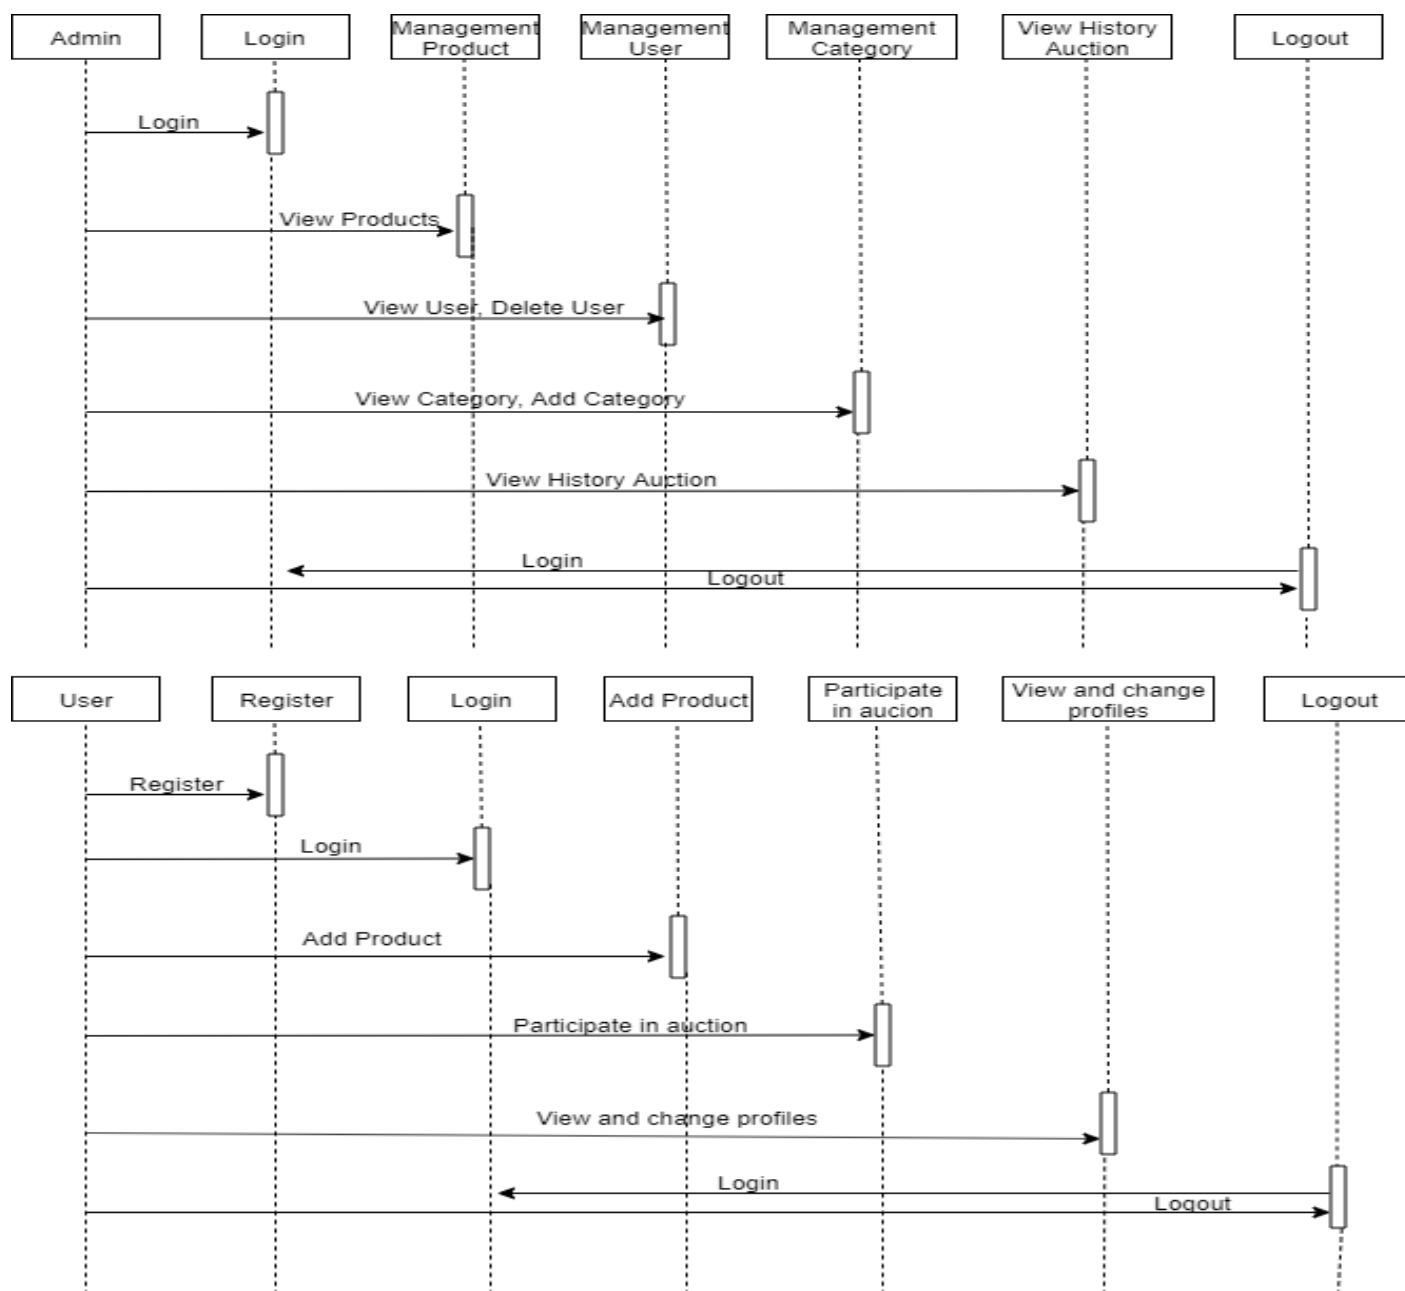 Admin
Login
Management
Product
Management
User
Management
Category
View History
Auction
Logout
Login
View Products
View User, Delete User
View Category, Add Category
View History Auction
Login
Logout
User
Register
Login
Add Product
Participate
in aucion
View and change
profiles
Logout
Register
Login
Add Product
Participate in auction
View and change profiles
Login
Logout